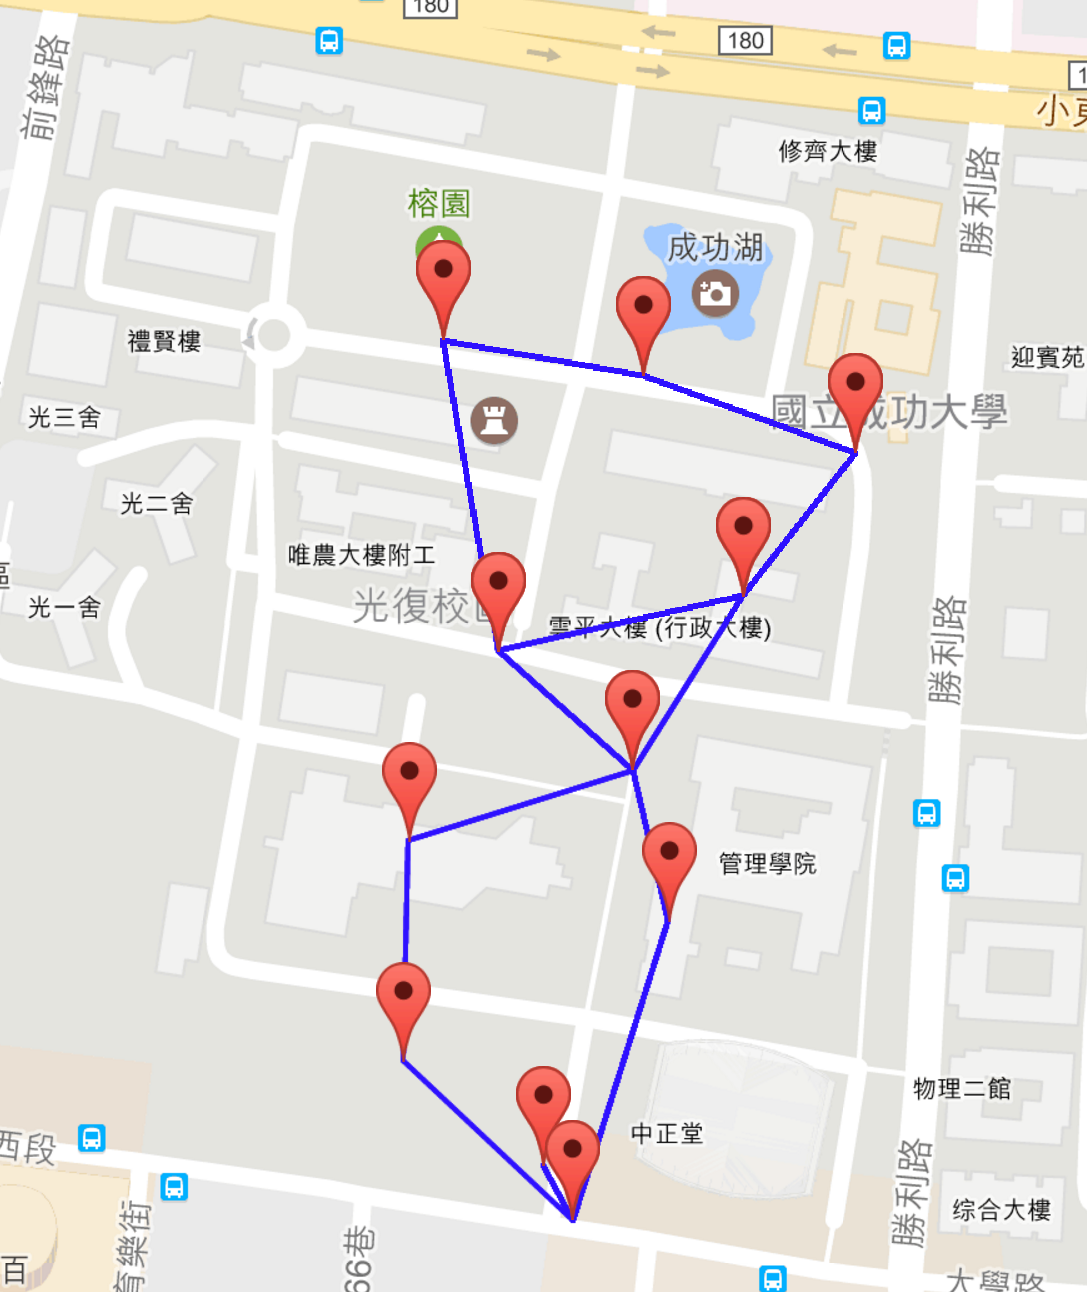 180
180
前鋒路
修齊大樓
勝利路
榕園
成功湖
禮賢樓
迎賓苑
光三舍
國立成功大學
光二舍
唯農大樓附工
光一舍
光復校
雲平大樓 (行政大樓)
勝利路
管理學院
物理二館
中正堂
西段
勝利路
综合大樓
育樂街
66巷
百
大學路